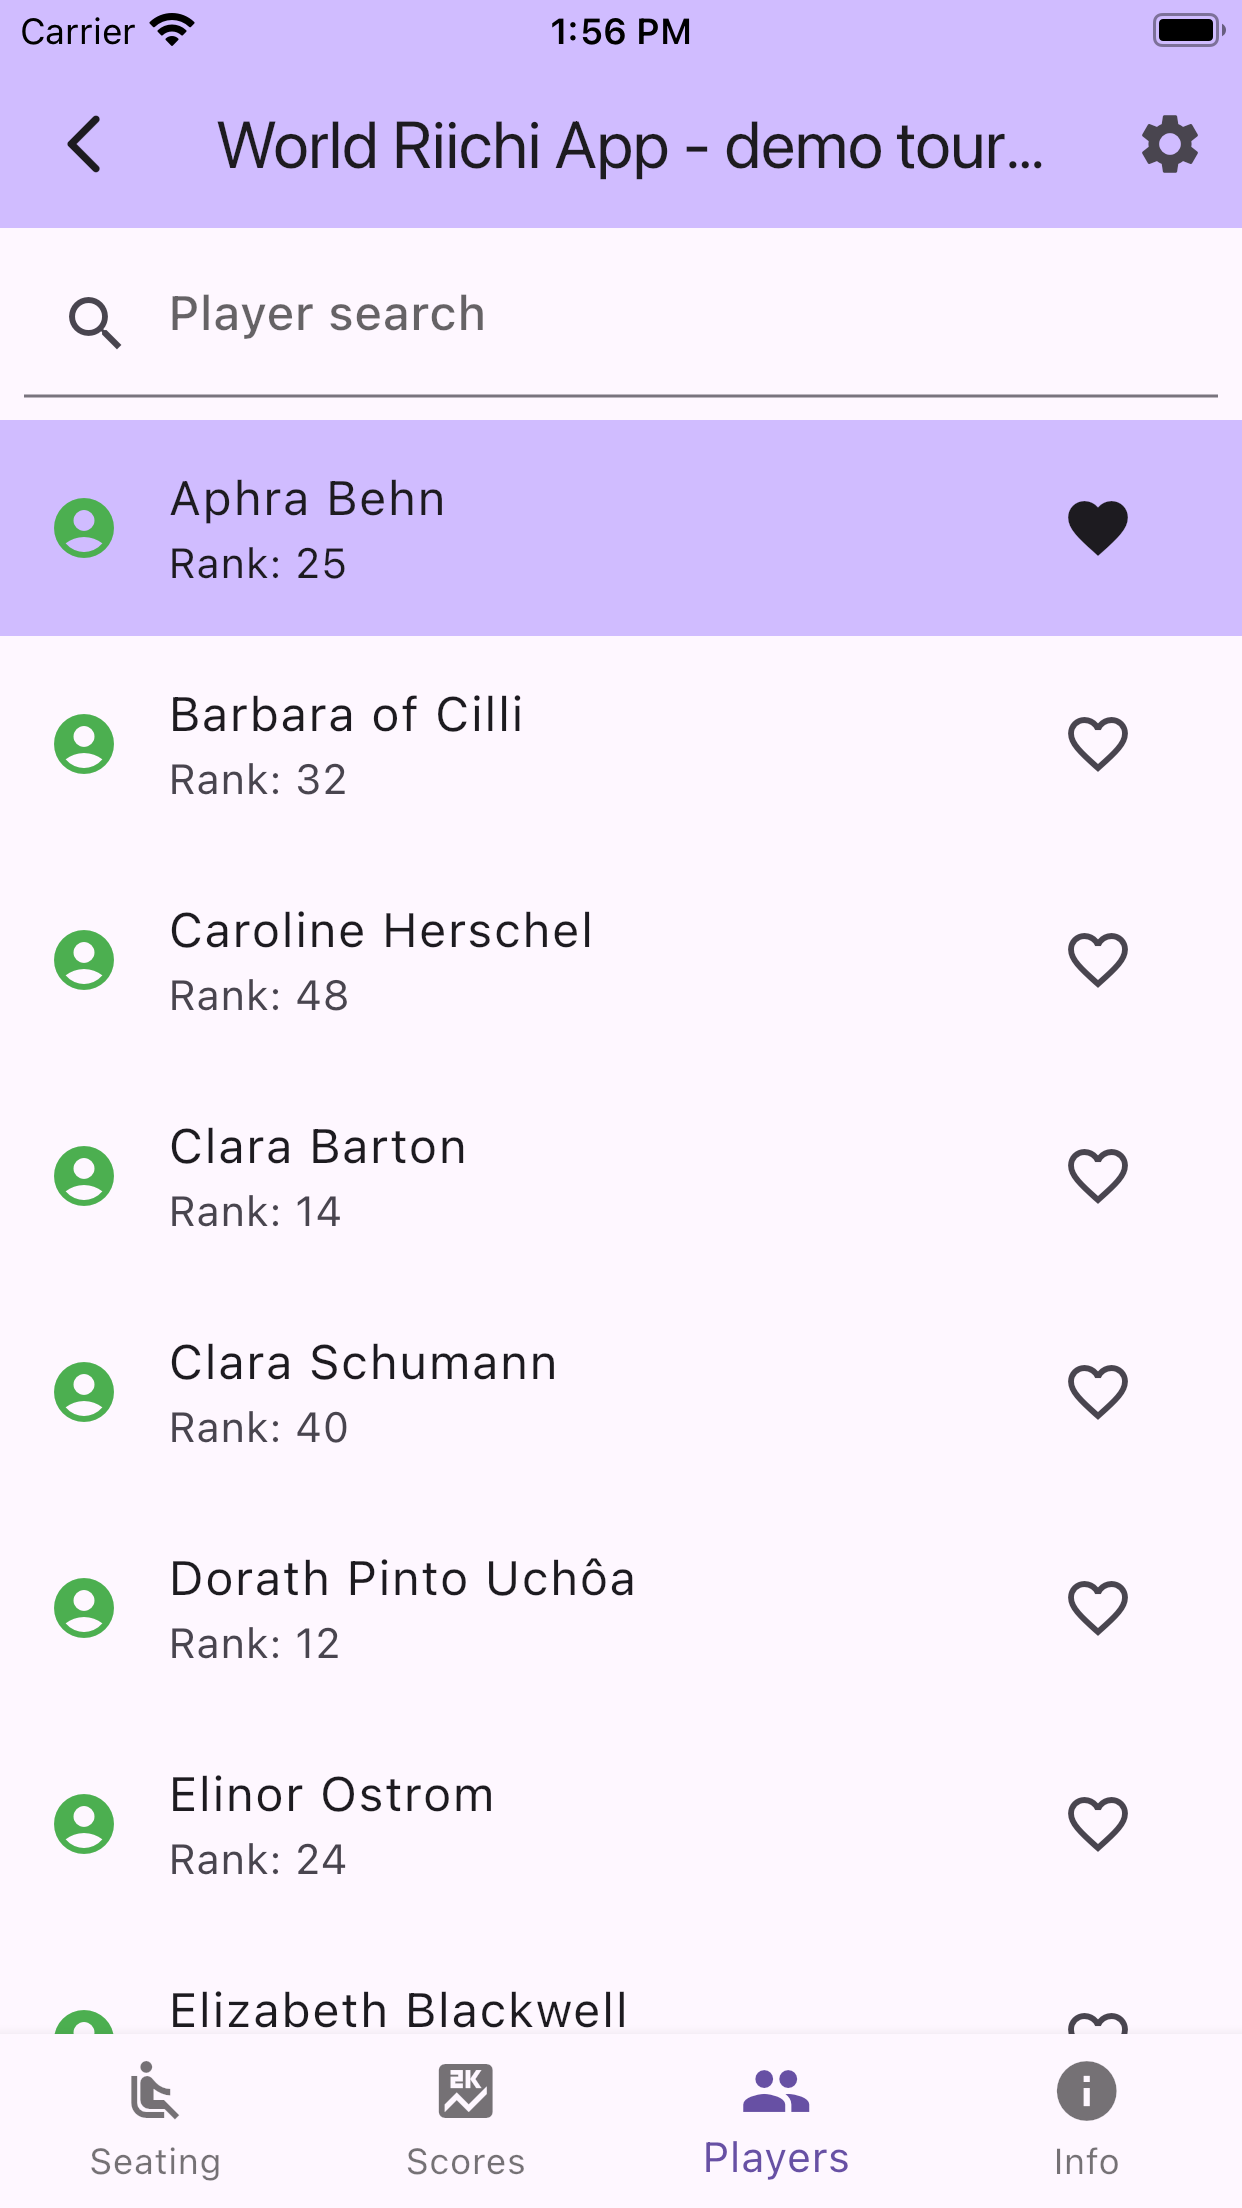 Carrier
1:56 PM
World Riichi App - demo tour...
Player search
Aphra Behn
Rank: 25
Barbara of Cilli
Rank: 32
Caroline Herschel
Rank: 48
Clara Barton
Rank: 14
Clara Schumann
Rank: 40
Dorath Pinto Uchôa
Rank: 12
Elinor Ostrom
Rank: 24
Elizabeth Blackwell
2K
Seating
Scores
Players
Info